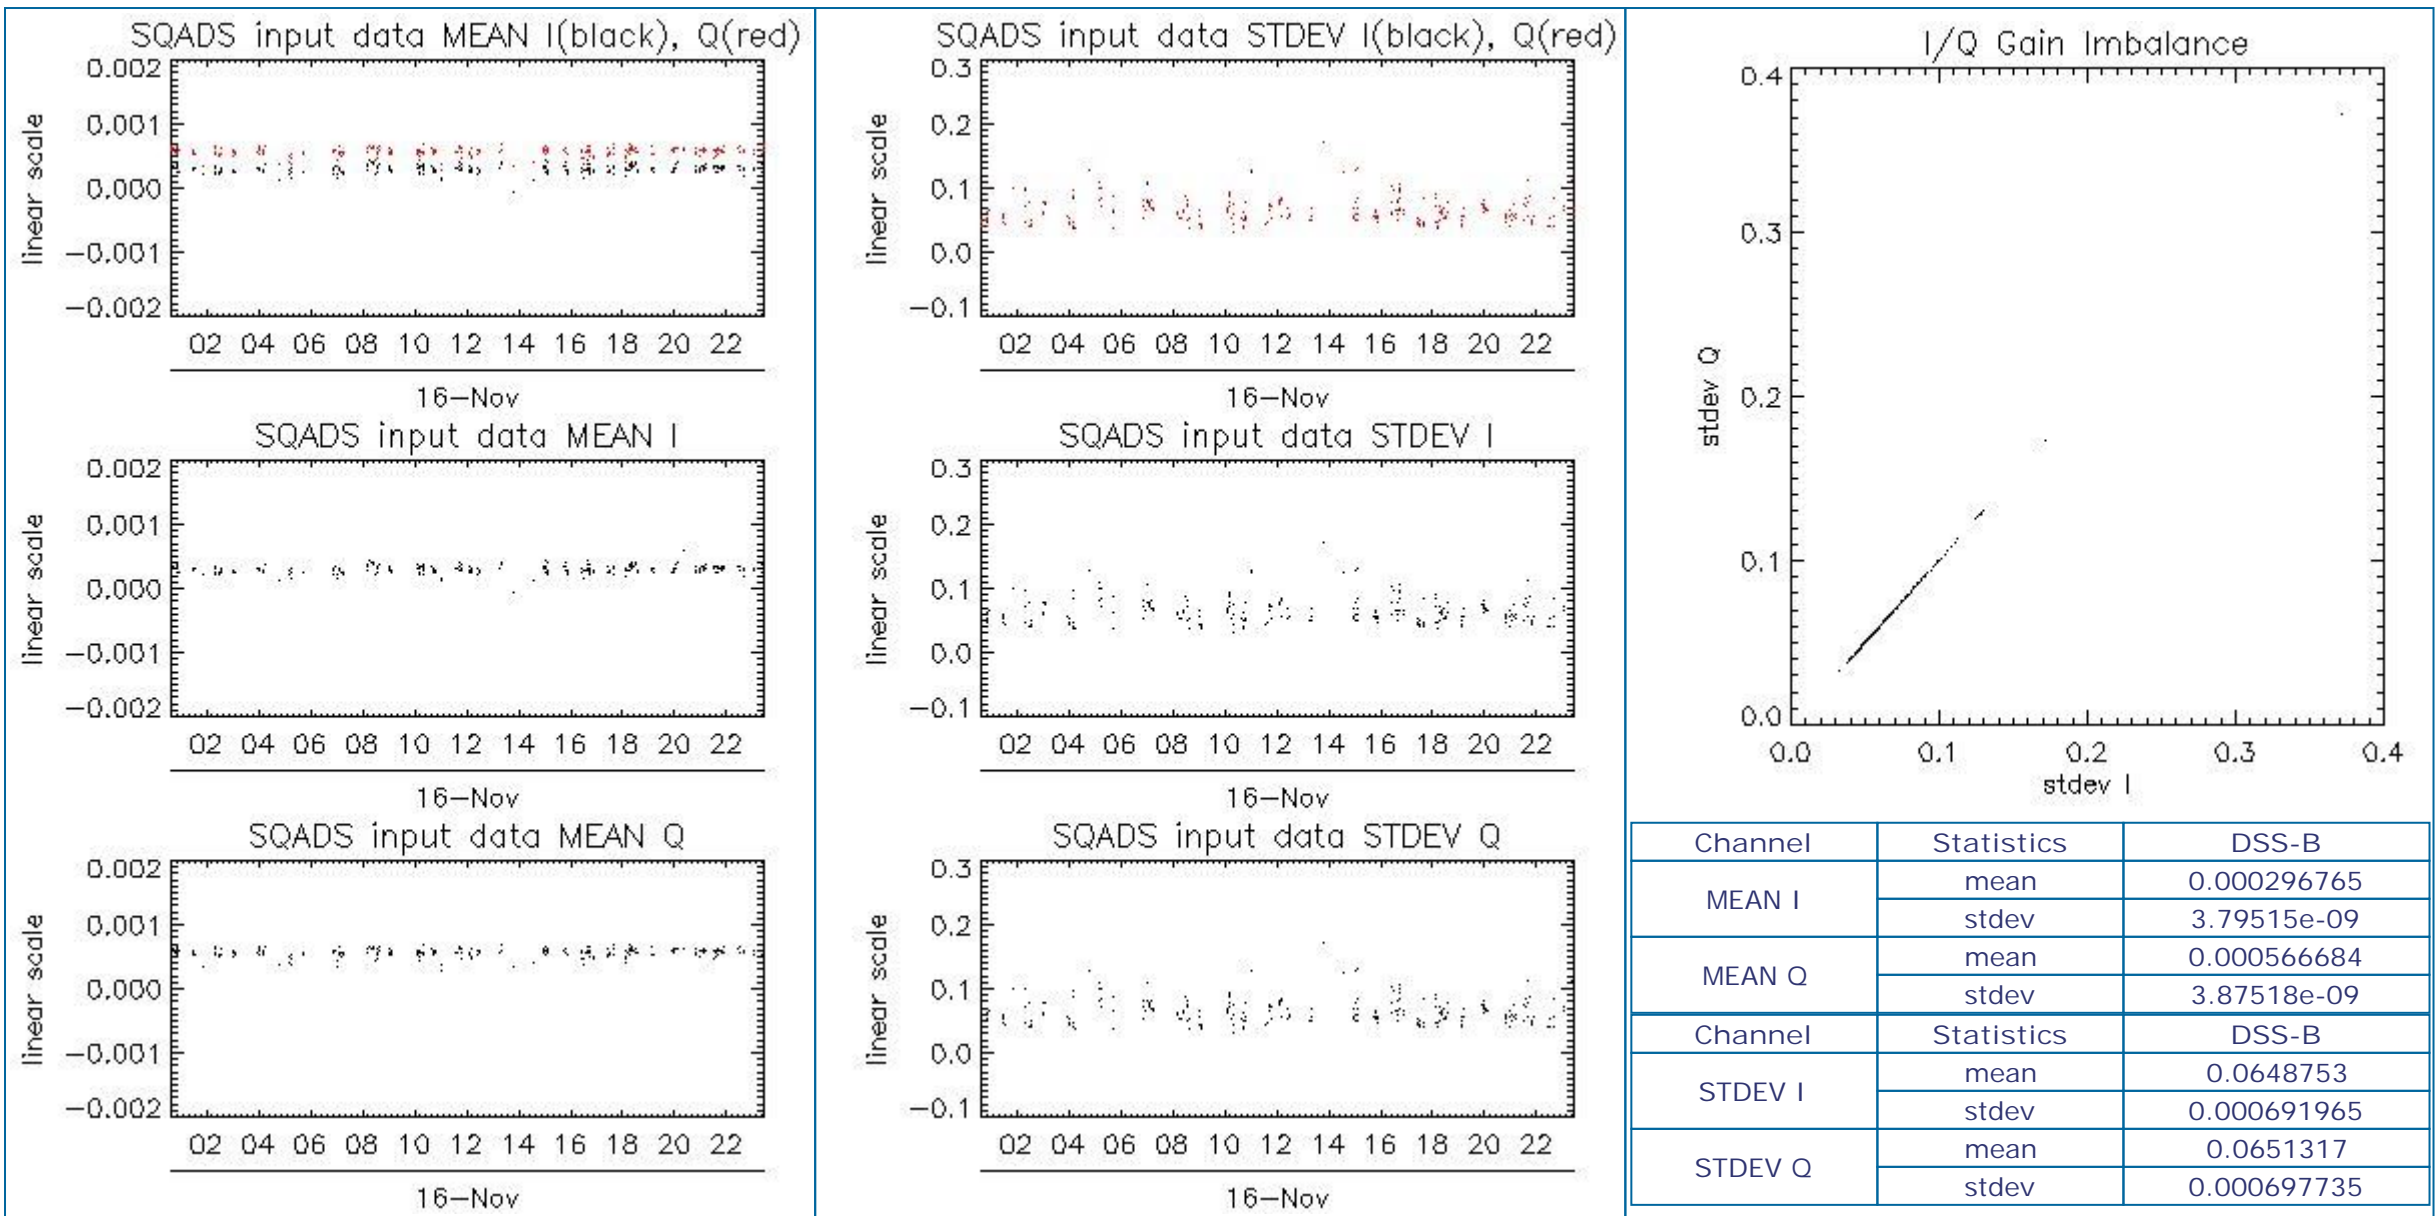 SQADS input data MEAN I(black), Q(red)
linear scale
0.002
0.001
0.000
−0.001
−0.002
02 04 06 08 10 12 14 16 18 20 22
16−Nov
SQADS input data MEAN I
linear scale
0.002
0.001
0.000
−0.001
−0.002
02 04 06 08 10 12 14 16 18 20 22
16−Nov
SQADS input data MEAN Q
linear scale
0.002
0.001
0.000
−0.001
−0.002
02 04 06 08 10 12 14 16 18 20 22
16−Nov
SQADS input data STDEV I(black), Q(red)
linear scale
0.3
0.2
0.1
0.0
−0.1
02 04 06 08 10 12 14 16 18 20 22
16−Nov
SQADS input data STDEV I
linear scale
0.3
0.2
0.1
0.0
−0.1
02 04 06 08 10 12 14 16 18 20 22
16−Nov
SQADS input data STDEV Q
linear scale
0.3
0.2
0.1
0.0
−0.1
02 04 06 08 10 12 14 16 18 20 22
16−Nov
I/Q Gain Imbalance
stdev Q
0.4
0.3
0.2
0.1
0.0
0.0 0.1 0.2 0.3 0.4
stdev I
Channel Statistics DSS-B
MEAN I mean 0.000296765
stdev 3.79515e-09
MEAN Q mean 0.000566684
stdev 3.87518e-09
Channel Statistics DSS-B
STDEV I mean 0.0648753
stdev 0.000691965
STDEV Q mean 0.0651317
stdev 0.000697735